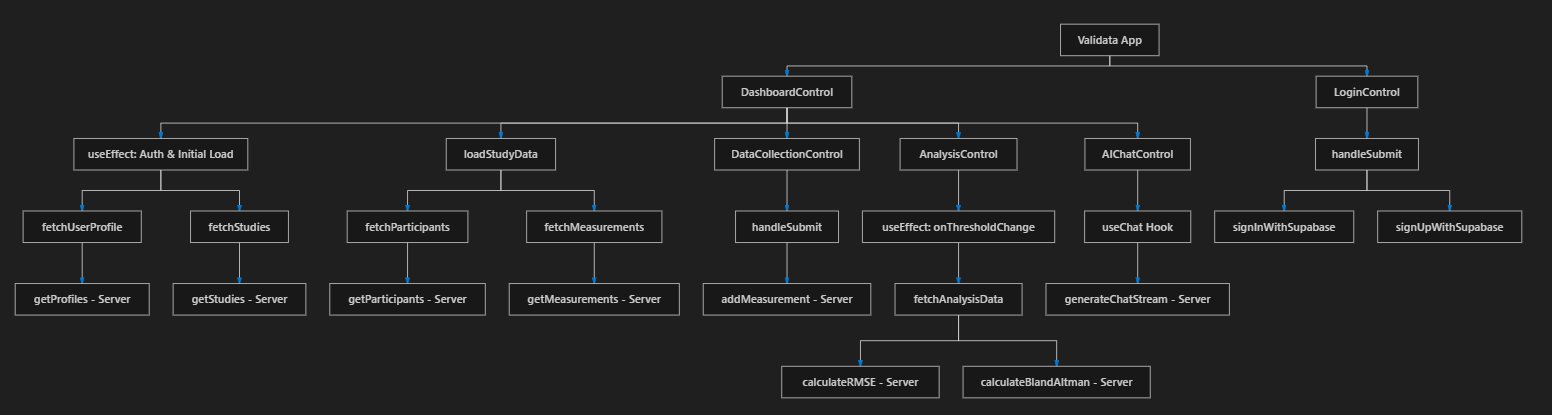 Validata App
DashboardControl
LoginControl
useEffect: Auth & Initial Load
loadStudyData
DataCollectionControl
AnalysisControl
AIChatControl
handleSubmit
fetchUserProfile
fetchStudies
fetchParticipants
fetchMeasurements
handleSubmit
useEffect: onThresholdChange
useChat Hook
signInWithSupabase
signUpWithSupabase
getProfiles - Server
getStudies - Server
getParticipants - Server
getMeasurements - Server
addMeasurement - Server
fetchAnalysisData
generateChatStream - Server
calculateRMSE - Server
calculateBlandAltman - Server